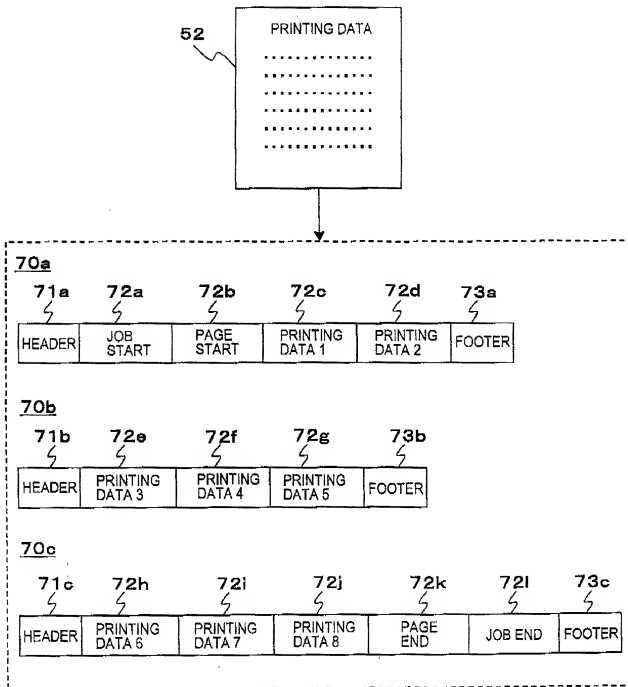 52
PRINTING DATA
70a
71a 72a 72b 72c 72d 73a
HEADER JOB START PAGE START PRINTING DATA 1 PRINTING DATA 2 FOOTER
70b
71b 72e 72f 72g 73b
HEADER PRINTING DATA 3 PRINTING DATA 4 PRINTING DATA 5 FOOTER
70c
71c 72h 72i 72j 72k 72l 73c
HEADER PRINTING DATA 6 PRINTING DATA 7 PRINTING DATA 8 PAGE END JOB END FOOTER